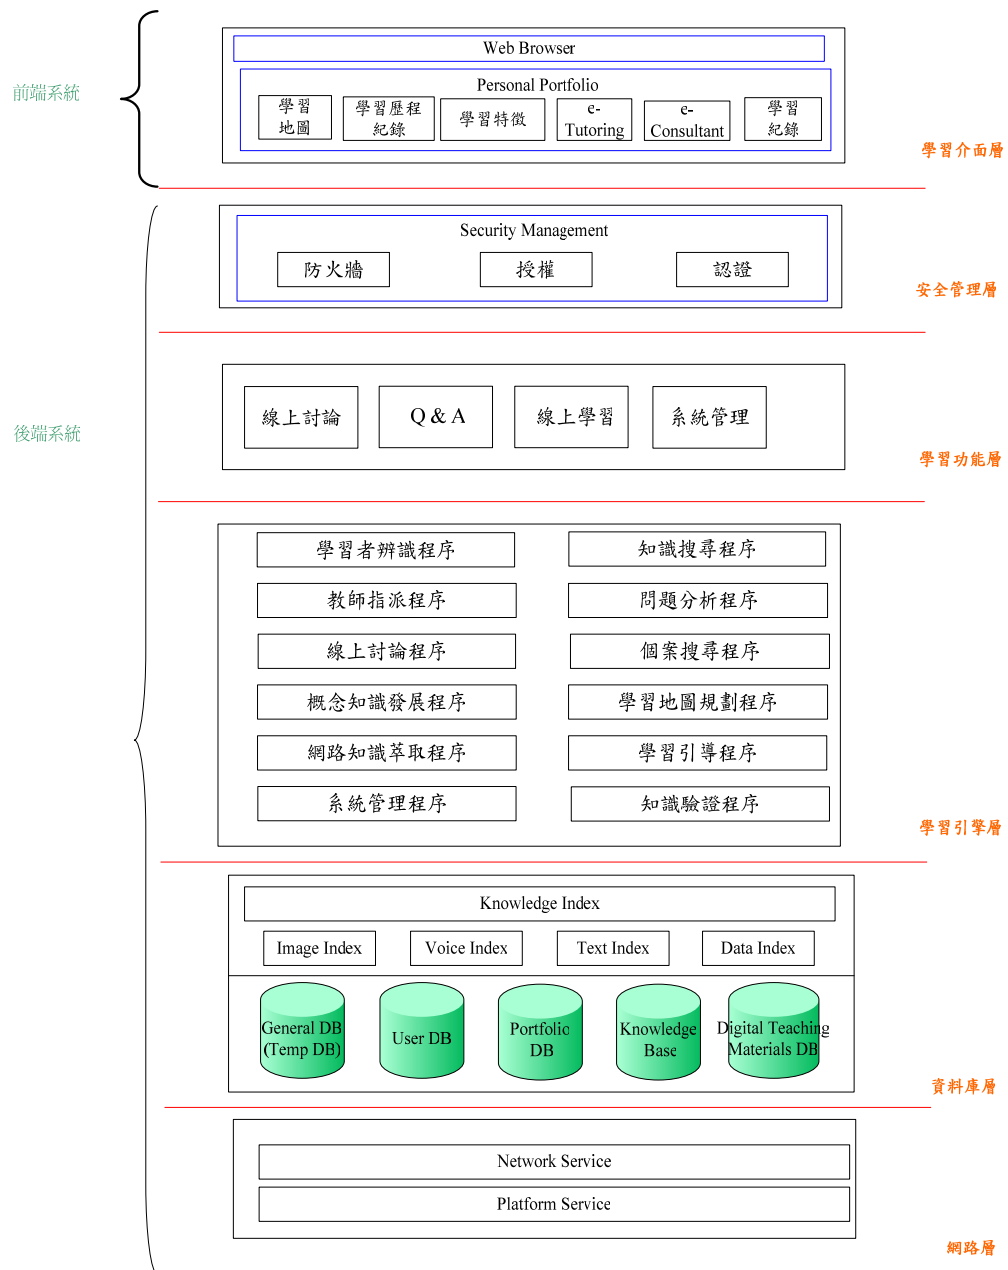 Web Browser
前端系統
Personal Portfolio
學習
地圖
學習歷程
紀錄
學習特徵
e-
Tutoring
e-
Consultant
學習
紀錄
學習介面層
Security Management
防火牆
授權
認證
安全管理層
線上討論
Q & A
線上學習
系統管理
後端系統
學習功能層
學習者辨識程序
知識搜尋程序
教師指派程序
問題分析程序
線上討論程序
個案搜尋程序
概念知識發展程序
學習地圖規劃程序
網路知識萃取程序
學習引導程序
系統管理程序
知識驗證程序
學習引擎層
Knowledge Index
Image Index
Voice Index
Text Index
Data Index
General DB
(Temp DB)
User DB
Portfolio
DB
Knowledge
Base
Digital Teaching
Materials DB
資料庫層
Network Service
Platform Service
網路層